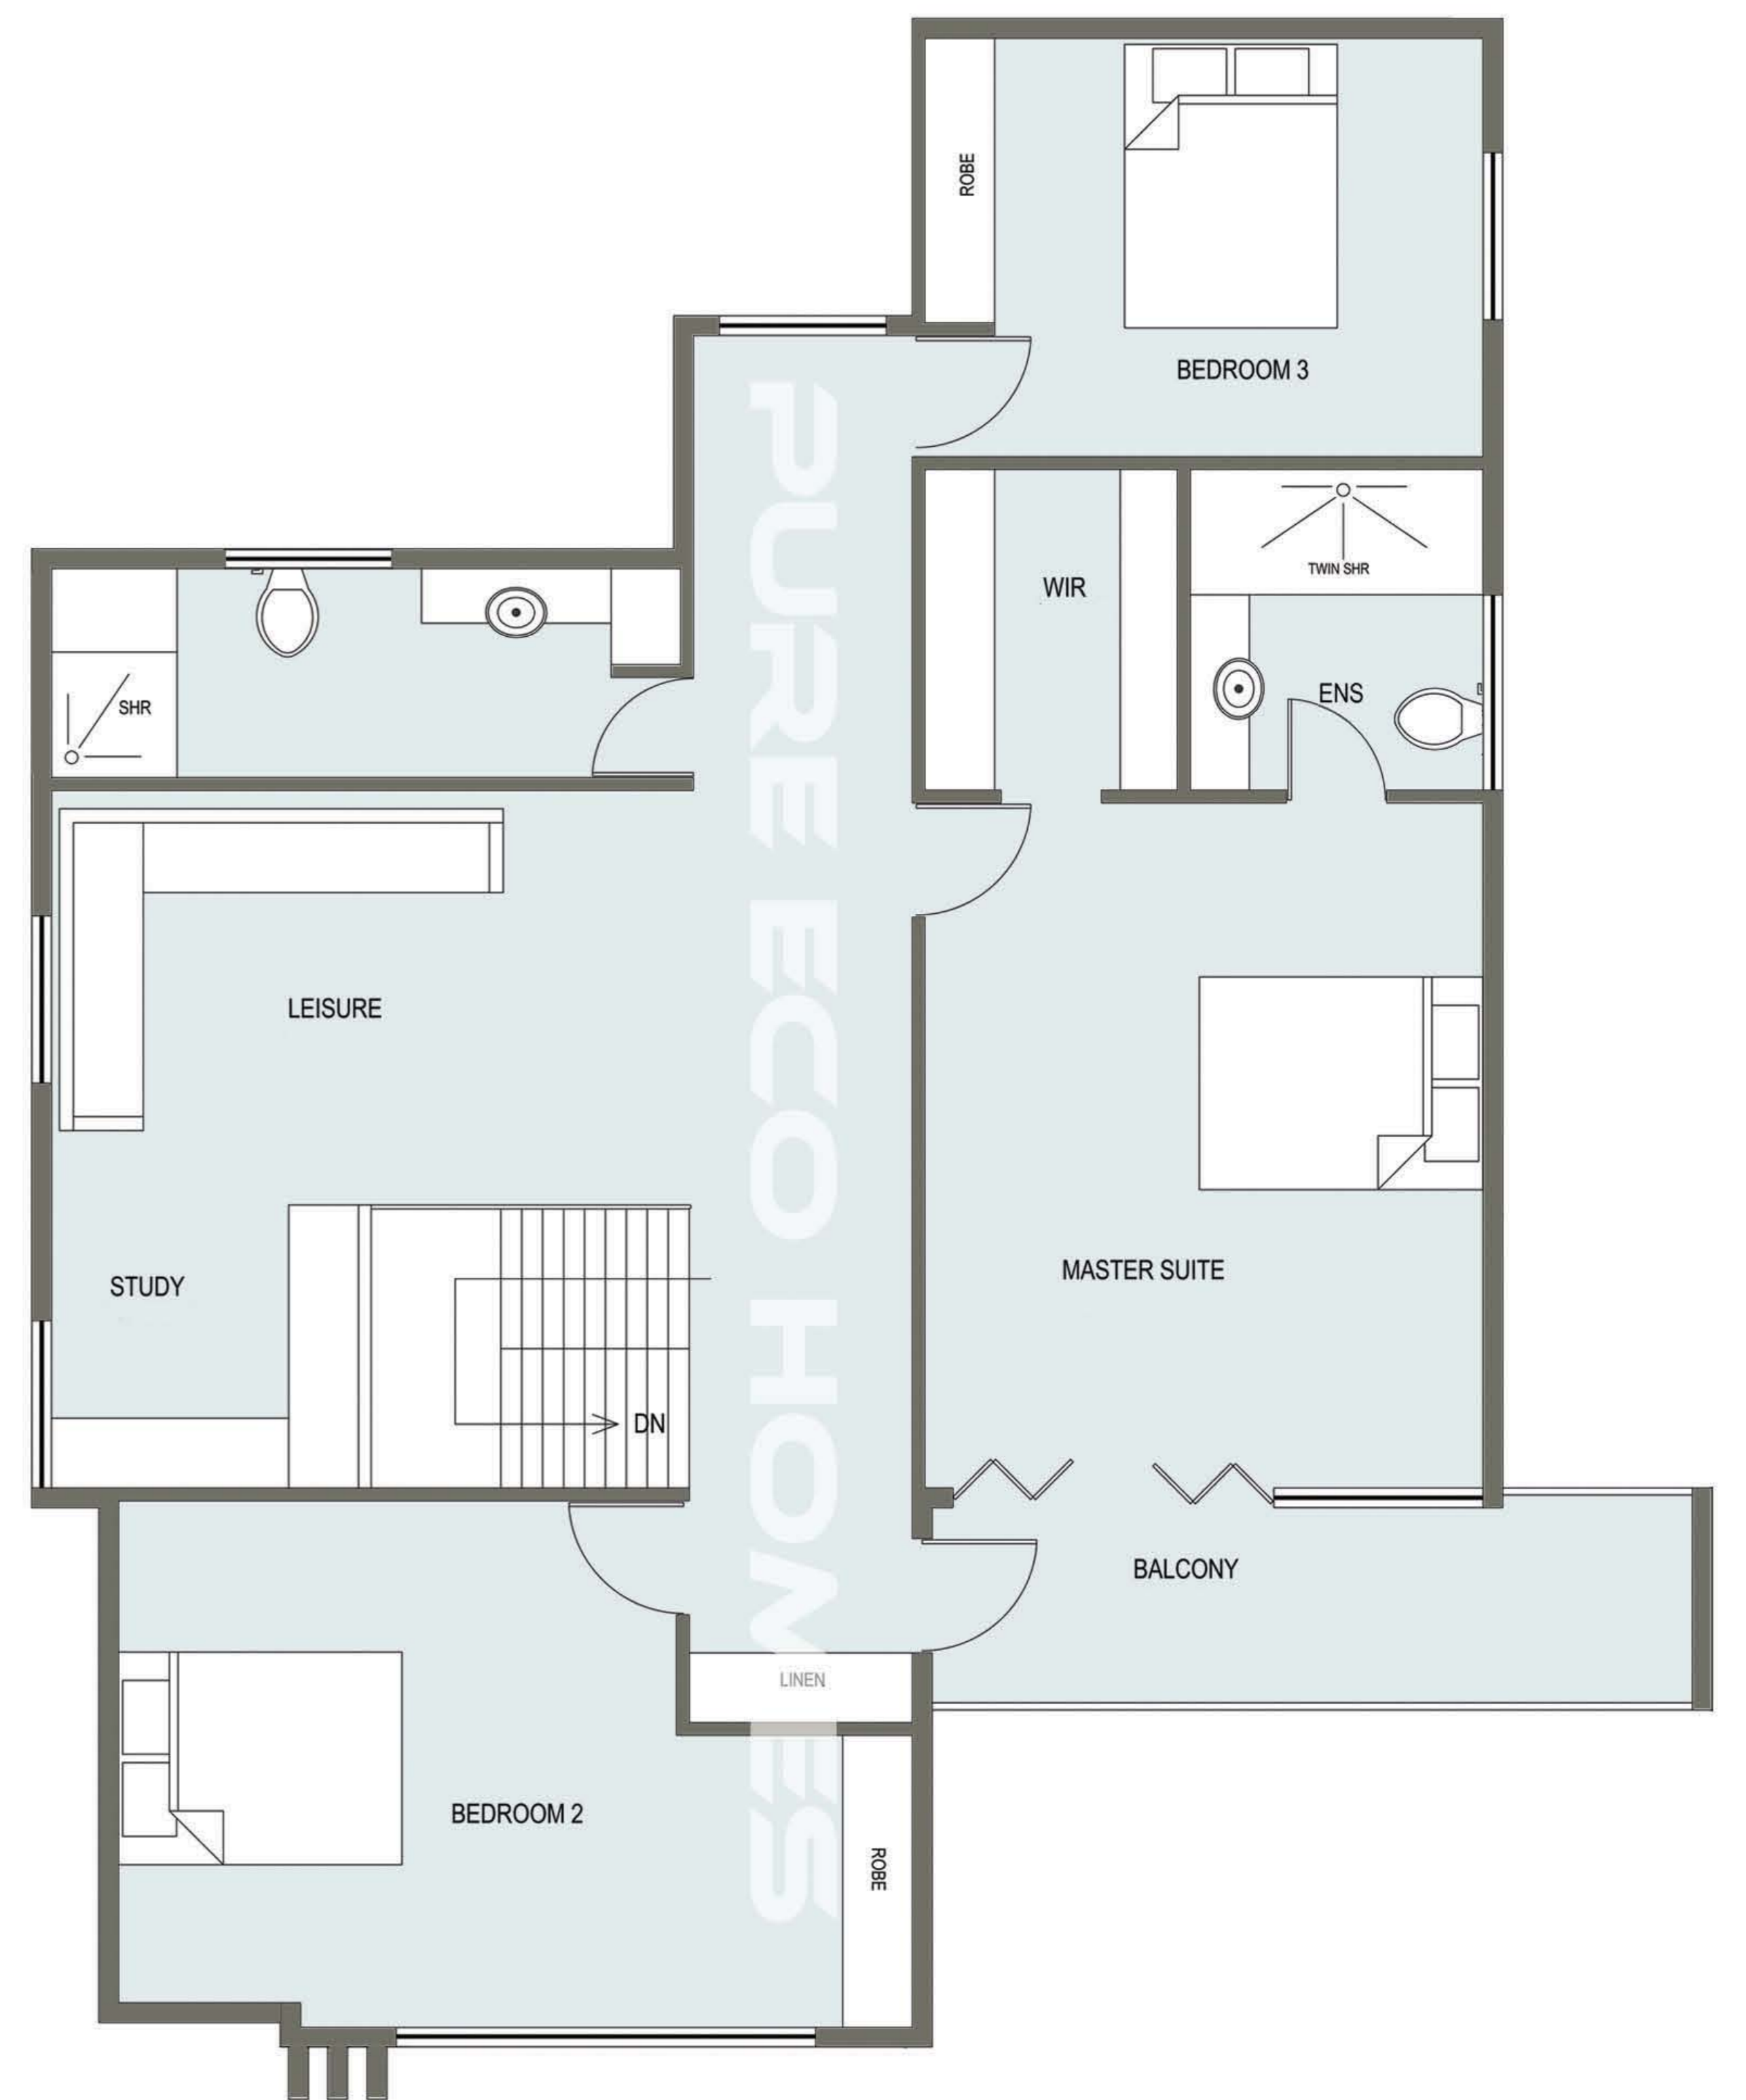 ROBE
BEDROOM 3
TWIN SHR
WIR
ENS
SHR
LEISURE
STUDY
MASTER SUITE
DN
BALCONY
LINEN
BEDROOM 2
ROBE
PURE ECO HOMES